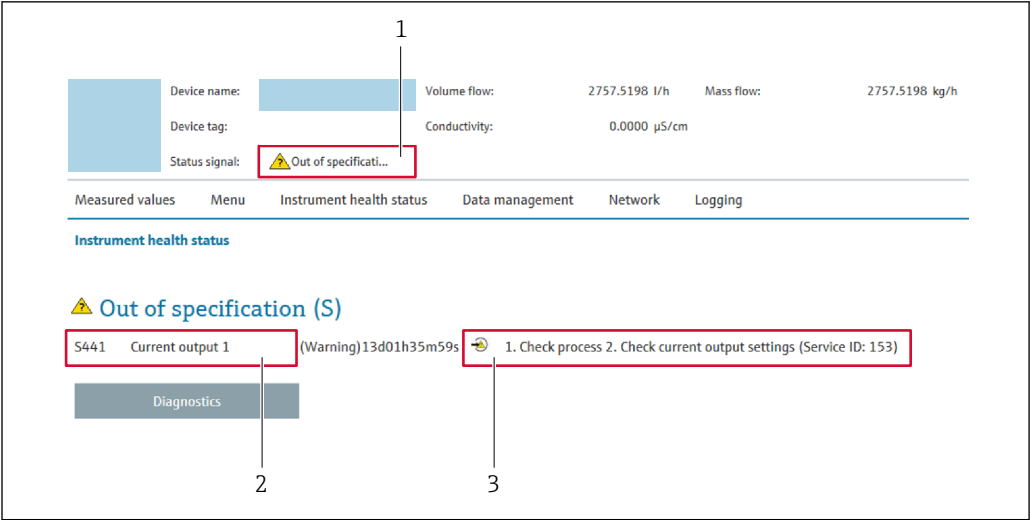 1
Device name: Volume flow: 2757.5198 l/h Mass flow: 2757.5198 kg/h
Device tag: Conductivity: 0.0000 µS/cm
Status signal: Out of specificati...
Measured values Menu Instrument health status Data management Network Logging
Instrument health status
Out of specification (S)
S441 Current output 1 (Warning)13d01h35m59s 1. Check process 2. Check current output settings (Service ID: 153)
Diagnostics
2 3